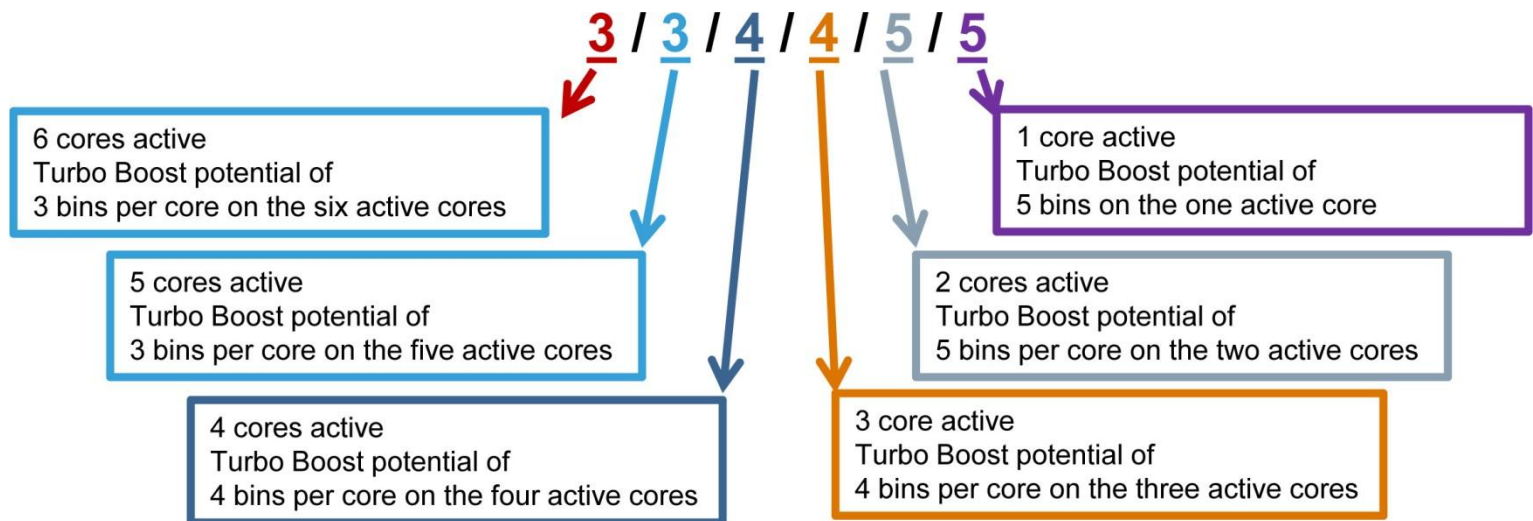 3 / 3 / 4 / 4 / 5 / 5
6 cores active
Turbo Boost potential of
3 bins per core on the six active cores
5 cores active
Turbo Boost potential of
3 bins per core on the five active cores
4 cores active
Turbo Boost potential of
4 bins per core on the four active cores
3 core active
Turbo Boost potential of
4 bins per core on the three active cores
2 cores active
Turbo Boost potential of
5 bins per core on the two active cores
1 core active
Turbo Boost potential of
5 bins on the one active core